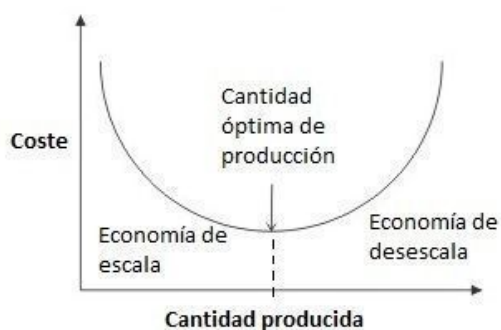 Cantidad
óptima de
producción
Coste
Economía de
escala
Economía de
desescala
Cantidad producida